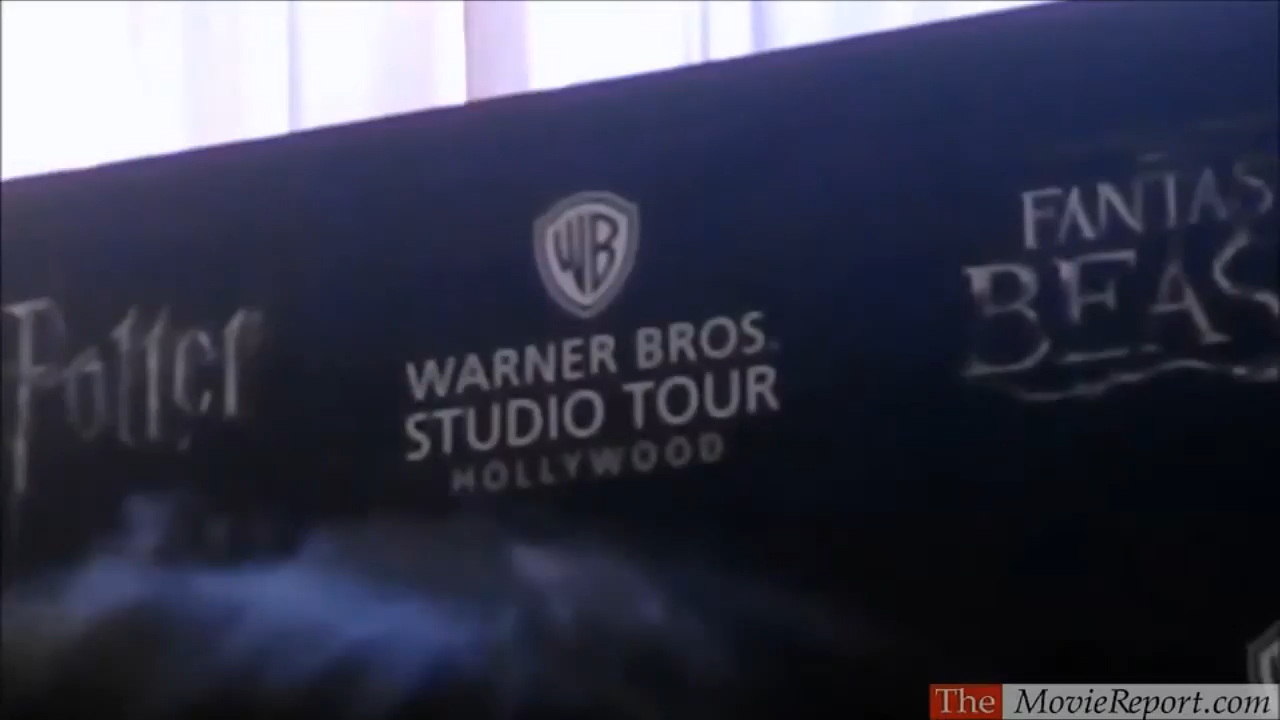 Potter
WB
WARNER BROS.
STUDIO TOUR
HOLLYWOOD
FANTAS
BEAS
The MovieReport.com